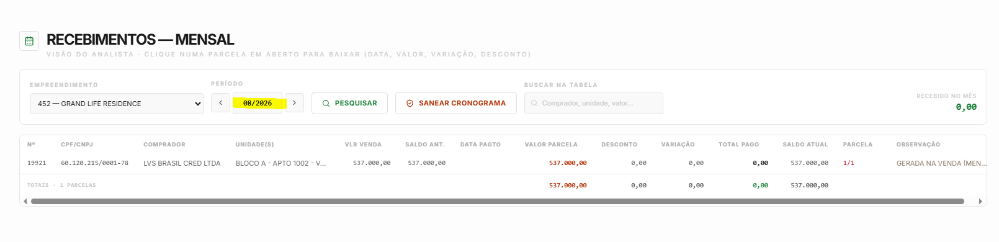 RECEBIMENTOS — MENSAL
VISÃO DO ANALISTA · CLIQUE NUMA PARCELA EM ABERTO PARA BAIXAR (DATA, VALOR, VARIAÇÃO, DESCONTO)
EMPREENDIMENTO PERÍODO BUSCAR NA TABELA
452 — GRAND LIFE RESIDENCE 08/2026 PESQUISAR SANEAR CRONOGRAMA Comprador, unidade, valor... RECEBIDO NO MÊS
0,00
Nº CPF/CNPJ COMPRADOR UNIDADE(S) VLR VENDA SALDO ANT. DATA PAGTO VALOR PARCELA DESCONTO VARIAÇÃO TOTAL PAGO SALDO ATUAL PARCELA OBSERVAÇÃO
19921 60.120.215/0001-78 LVS BRASIL CRED LTDA BLOCO A - APTO 1002 - V... 537.000,00 537.000,00 537.000,00 0,00 0,00 0,00 537.000,00 1/1 GERADA NA VENDA (MEN...
TOTAIS · 1 PARCELAS 537.000,00 0,00 0,00 0,00 537.000,00